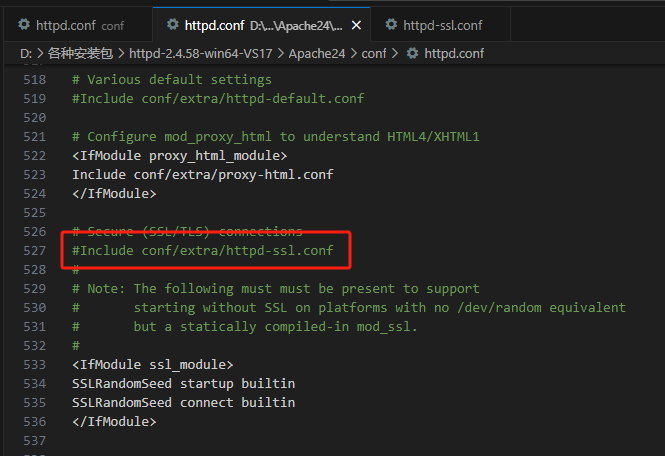 httpd.conf conf
httpd.conf D:\...\Apache24\...
httpd-ssl.conf
D: > 各种安装包 > httpd-2.4.58-win64-VS17 > Apache24 > conf > httpd.conf
518 # Various default settings
519 #Include conf/extra/httpd-default.conf
520
521 # Configure mod_proxy_html to understand HTML4/XHTML1
522 <IfModule proxy_html_module>
523 Include conf/extra/proxy-html.conf
524 </IfModule>
525
526 # Secure (SSL/TLS) connections
527 #Include conf/extra/httpd-ssl.conf
528 #
529 # Note: The following must must be present to support
530 #       starting without SSL on platforms with no /dev/random equivalent
531 #       but a statically compiled-in mod_ssl.
532 #
533 <IfModule ssl_module>
534 SSLRandomSeed startup builtin
535 SSLRandomSeed connect builtin
536 </IfModule>
537